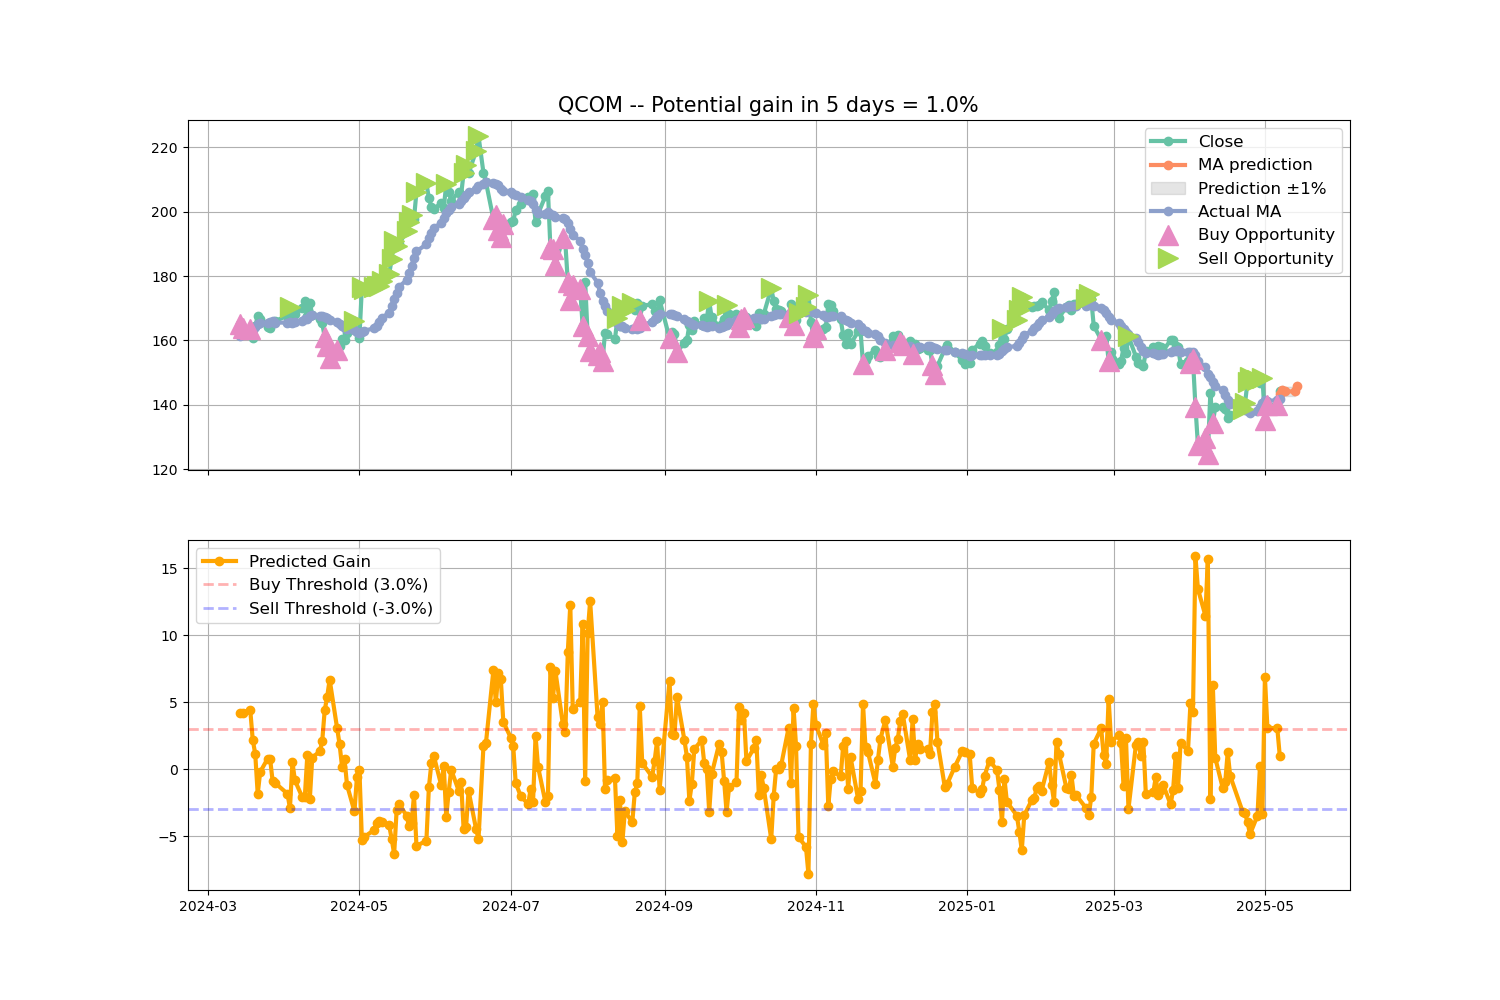 QCOM -- Potential gain in 5 days = 1.0%
220
200
180
160
140
120
Close
MA prediction
Prediction ±1%
Actual MA
Buy Opportunity
Sell Opportunity
15
10
5
0
−5
Predicted Gain
Buy Threshold (3.0%)
Sell Threshold (-3.0%)
2024-03
2024-05
2024-07
2024-09
2024-11
2025-01
2025-03
2025-05